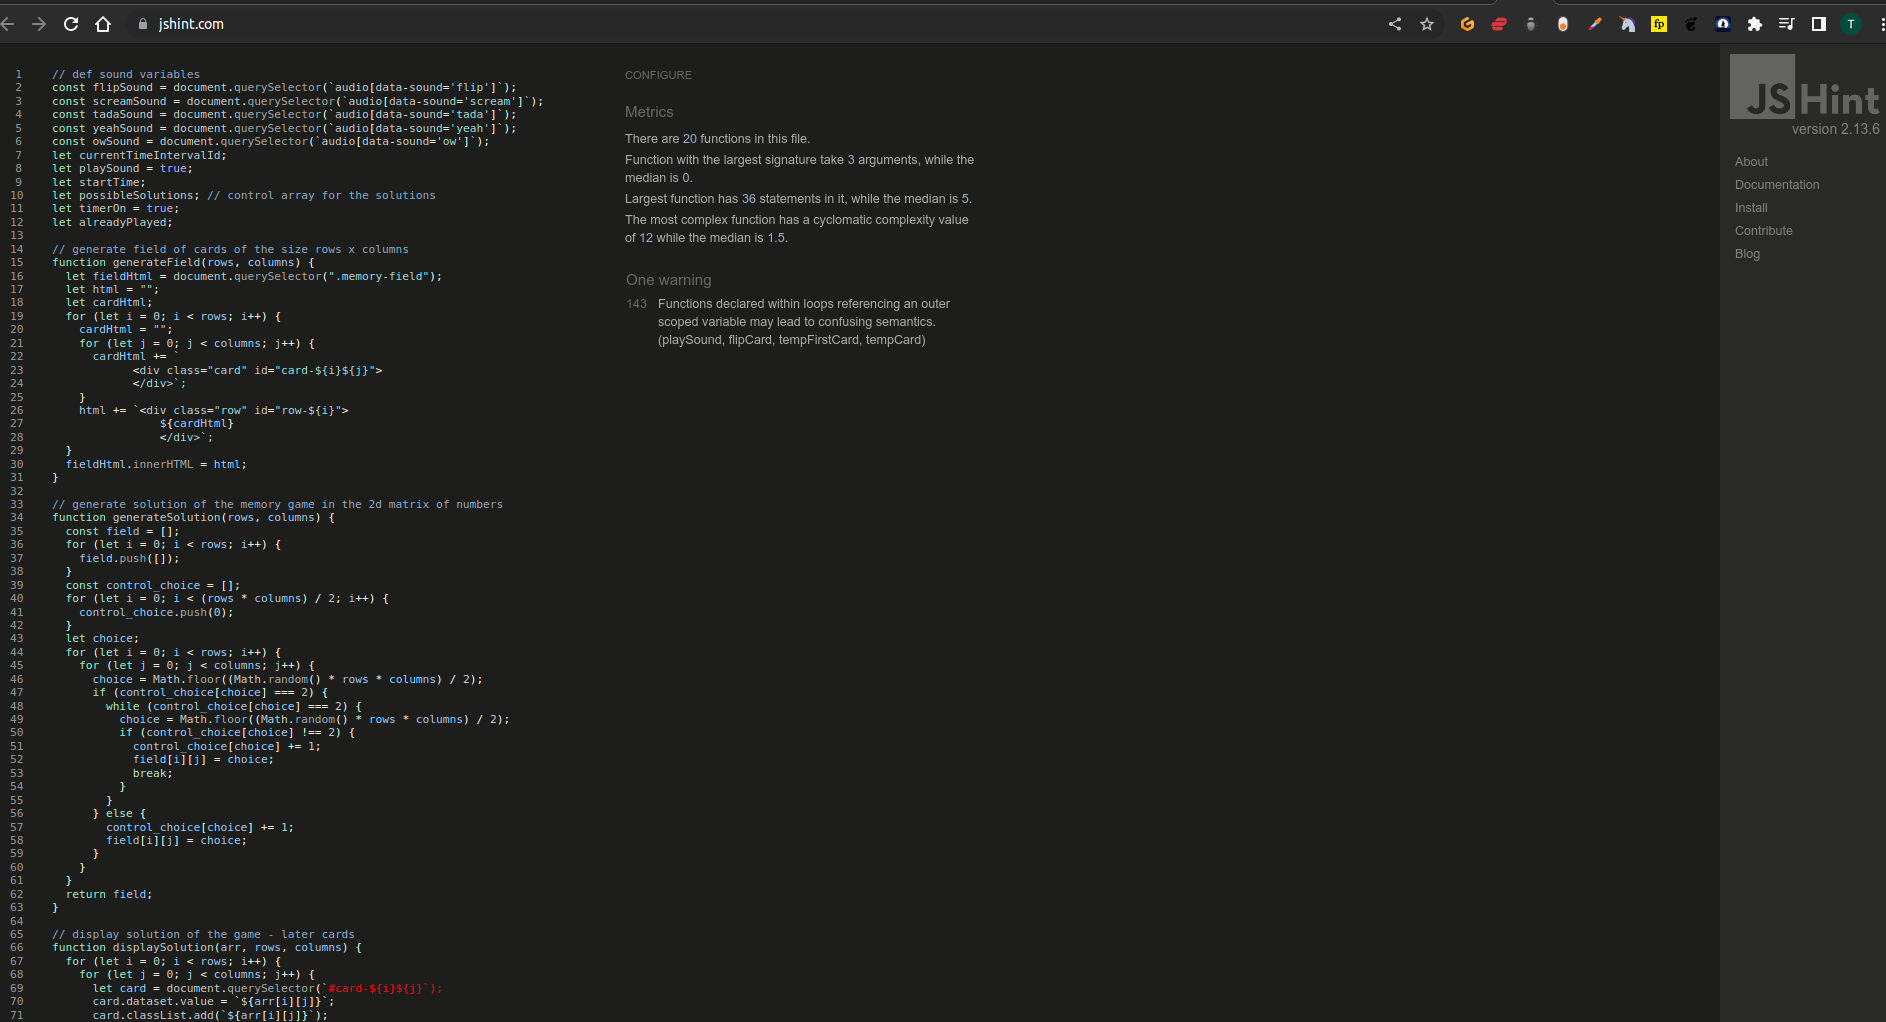 jshint.com
fp
T
1 // def sound variables
2 const flipSound = document.querySelector(`audio[data-sound='flip']`);
3 const screamSound = document.querySelector(`audio[data-sound='scream']`);
4 const tadaSound = document.querySelector(`audio[data-sound='tada']`);
5 const yeahSound = document.querySelector(`audio[data-sound='yeah']`);
6 const owSound = document.querySelector(`audio[data-sound='ow']`);
7 let currentTimeIntervalId;
8 let playSound = true;
9 let startTime;
10 let possibleSolutions; // control array for the solutions
11 let timerOn = true;
12 let alreadyPlayed;
13
14 // generate field of cards of the size rows x columns
15 function generateField(rows, columns) {
16 let fieldHtml = document.querySelector(".memory-field");
17 let html = "";
18 let cardHtml;
19 for (let i = 0; i < rows; i++) {
20 cardHtml = "";
21 for (let j = 0; j < columns; j++) {
22 cardHtml += `
23 <div class="card" id="card-${i}${j}">
24 </div>`;
25 }
26 html += `<div class="row" id="row-${i}">
27 ${cardHtml}
28 </div>`;
29 }
30 fieldHtml.innerHTML = html;
31 }
32
33 // generate solution of the memory game in the 2d matrix of numbers
34 function generateSolution(rows, columns) {
35 const field = [];
36 for (let i = 0; i < rows; i++) {
37 field.push([]);
38 }
39 const control_choice = [];
40 for (let i = 0; i < (rows * columns) / 2; i++) {
41 control_choice.push(0);
42 }
43 let choice;
44 for (let i = 0; i < rows; i++) {
45 for (let j = 0; j < columns; j++) {
46 choice = Math.floor((Math.random() * rows * columns) / 2);
47 if (control_choice[choice] === 2) {
48 while (control_choice[choice] === 2) {
49 choice = Math.floor((Math.random() * rows * columns) / 2);
50 if (control_choice[choice] !== 2) {
51 control_choice[choice] += 1;
52 field[i][j] = choice;
53 break;
54 }
55 }
56 } else {
57 control_choice[choice] += 1;
58 field[i][j] = choice;
59 }
60 }
61 }
62 return field;
63 }
64
65 // display solution of the game - later cards
66 function displaySolution(arr, rows, columns) {
67 for (let i = 0; i < rows; i++) {
68 for (let j = 0; j < columns; j++) {
69 let card = document.querySelector(`#card-${i}${j}`);
70 card.dataset.value = `${arr[i][j]}`;
71 card.classList.add(`${arr[i][j]}`);
CONFIGURE
Metrics
There are 20 functions in this file.
Function with the largest signature take 3 arguments, while the
median is 0.
Largest function has 36 statements in it, while the median is 5.
The most complex function has a cyclomatic complexity value
of 12 while the median is 1.5.
One warning
143 Functions declared within loops referencing an outer
scoped variable may lead to confusing semantics.
(playSound, flipCard, tempFirstCard, tempCard)
JSHint
version 2.13.6
About
Documentation
Install
Contribute
Blog